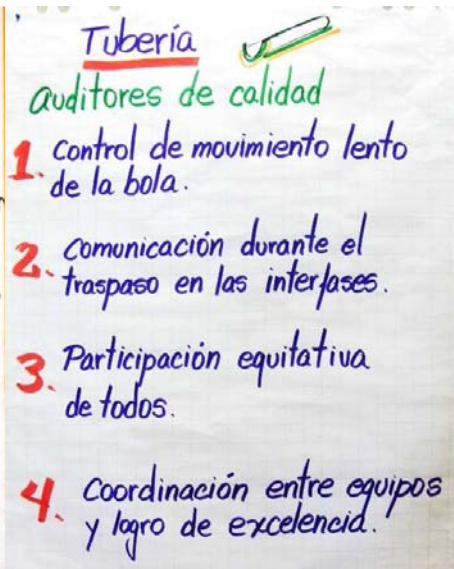 Tubería
auditores de calidad
1. Control de movimiento lento
de la bola.
2. Comunicación durante el
traspaso en las interfases.
3. Participación equitativa
de todos.
4. Coordinación entre equipos
y logro de excelencia.